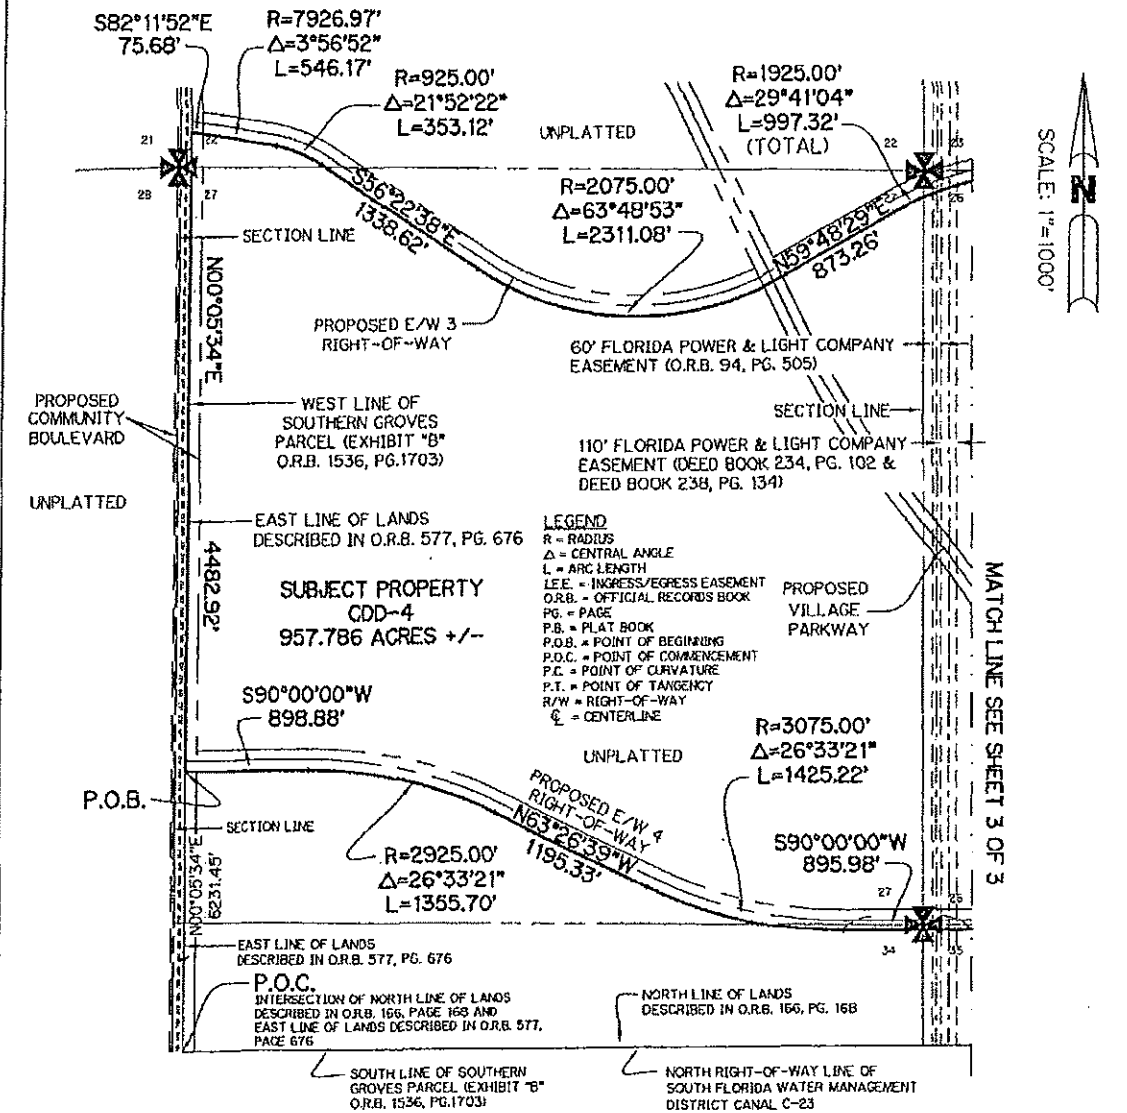 S82°11'52"E
75.68'
R=7926.97'
Δ=3°56'52"
L=546.17'
R=925.00'
Δ=21°52'22"
L=353.12'
UNPLATTED
R=1925.00'
Δ=29°41'04"
L=997.32'
(TOTAL)
SCALE: 1"=1000'
N
21
22
28
27
22
23
26
SECTION LINE
S56°22'38"E
1338.62'
R=2075.00'
Δ=63°48'53"
L=2311.08'
N59°48'29"E
873.26'
N00°05'34"E
4482.92'
PROPOSED E/W 3
RIGHT-OF-WAY
60' FLORIDA POWER & LIGHT COMPANY
EASEMENT (O.R.B. 94, PG. 505)
PROPOSED
COMMUNITY
BOULEVARD
WEST LINE OF
SOUTHERN GROVES
PARCEL (EXHIBIT "B"
O.R.B. 1536, PG.1703)
SECTION LINE
110' FLORIDA POWER & LIGHT COMPANY
EASEMENT (DEED BOOK 234, PG. 102 &
DEED BOOK 238, PG. 134)
UNPLATTED
EAST LINE OF LANDS
DESCRIBED IN O.R.B. 577, PG. 676
SUBJECT PROPERTY
CDD-4
957.786 ACRES +/-
LEGEND
R = RADIUS
Δ = CENTRAL ANGLE
L = ARC LENGTH
I.E.E. = INGRESS/EGRESS EASEMENT
O.R.B. = OFFICIAL RECORDS BOOK
PG. = PAGE
P.B. = PLAT BOOK
P.O.B. = POINT OF BEGINNING
P.O.C. = POINT OF COMMENCEMENT
P.C. = POINT OF CURVATURE
P.T. = POINT OF TANGENCY
R/W = RIGHT-OF-WAY
℄ = CENTERLINE
PROPOSED
VILLAGE
PARKWAY
MATCH LINE SEE SHEET 3 OF 3
S90°00'00"W
898.88'
UNPLATTED
R=3075.00'
Δ=26°33'21"
L=1425.22'
P.O.B.
PROPOSED E/W 4
RIGHT-OF-WAY
N63°26'39"W
1195.33'
SECTION LINE
N00°05'34"E
6231.45'
R=2925.00'
Δ=26°33'21"
L=1355.70'
S90°00'00"W
895.98'
27
26
34
35
EAST LINE OF LANDS
DESCRIBED IN O.R.B. 577, PG. 676
P.O.C.
INTERSECTION OF NORTH LINE OF LANDS
DESCRIBED IN O.R.B. 166, PAGE 168 AND
EAST LINE OF LANDS DESCRIBED IN O.R.B. 577,
PAGE 676
NORTH LINE OF LANDS
DESCRIBED IN O.R.B. 166, PG. 168
SOUTH LINE OF SOUTHERN
GROVES PARCEL (EXHIBIT "B"
O.R.B. 1536, PG.1703)
NORTH RIGHT-OF-WAY LINE OF
SOUTH FLORIDA WATER MANAGEMENT
DISTRICT CANAL C-23